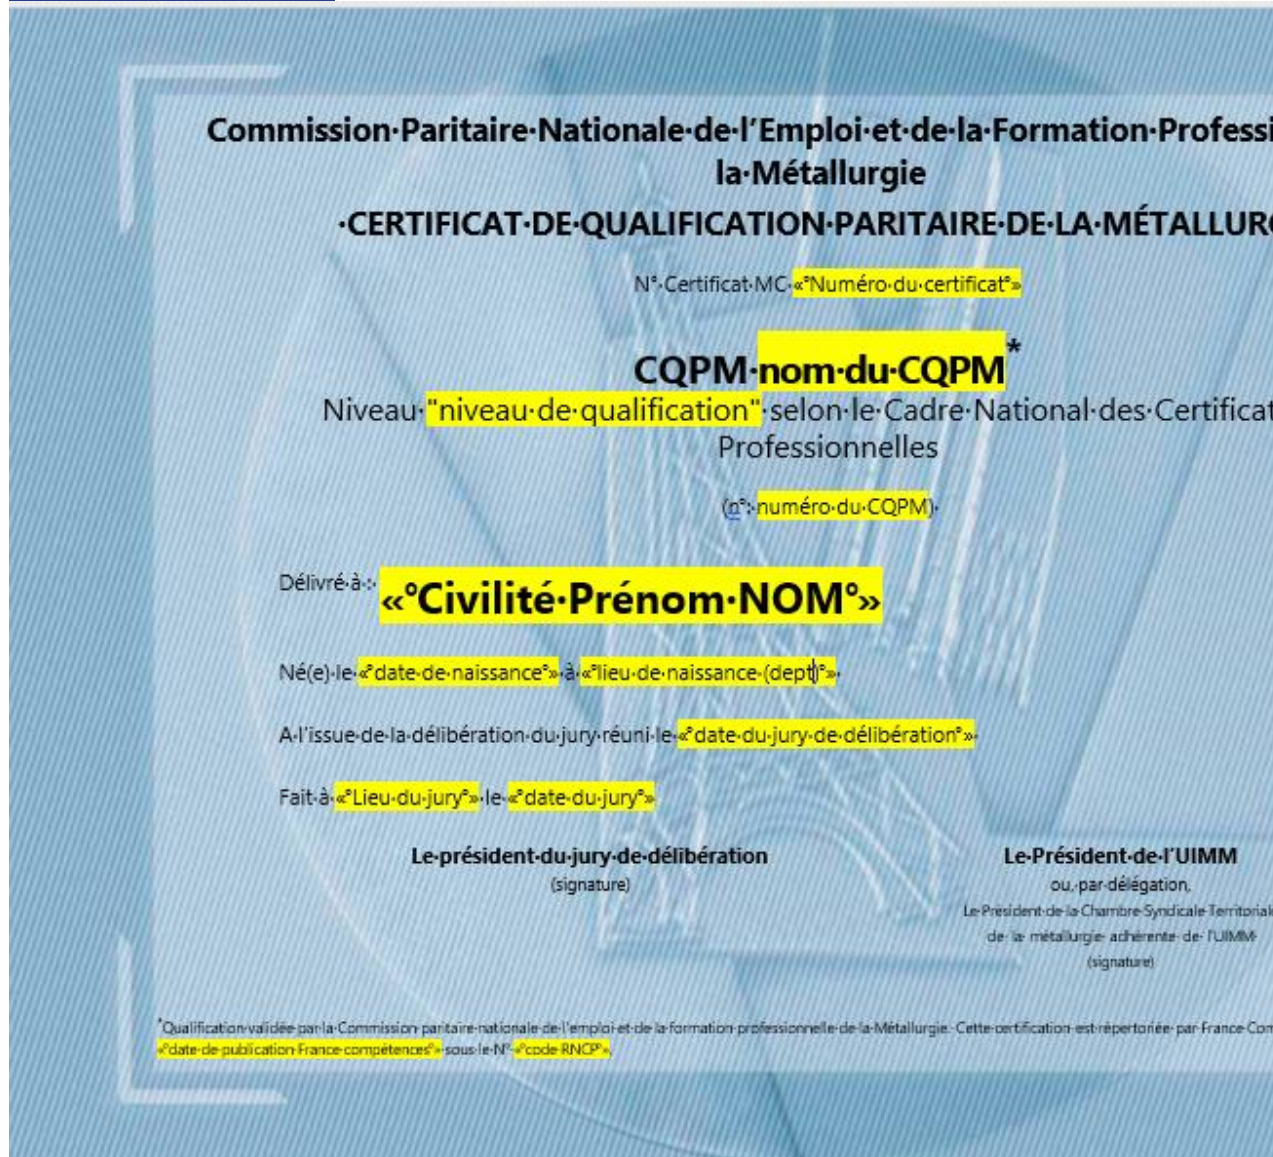 Commission·Paritaire·Nationale·de·l’Emploi·et·de·la·Formation·Professi
la·Métallurgie
·CERTIFICAT·DE·QUALIFICATION·PARITAIRE·DE·LA·MÉTALLURG
N°·Certificat·MC·«°Numéro·du·certificat°»
CQPM·nom·du·CQPM*
Niveau·"niveau·de·qualification"·selon·le·Cadre·National·des·Certificat
Professionnelles
(n°:·numéro·du·CQPM)·
Délivré·à·:· «°Civilité·Prénom·NOM°»
Né(e)·le·«°date·de·naissance°»·à·«°lieu·de·naissance·(dept)°»·
A·l'issue·de·la·délibération·du·jury·réuni·le·«°date·du·jury·de·délibération°»·
Fait·à·«°Lieu·du·jury°»·le·«°date·du·jury°»
Le·président·du·jury·de·délibération
(signature)
Le·Président·de·l’UIMM
ou,·par·délégation,
Le·Président·de·la·Chambre·Syndicale·Territoriale
de·la·métallurgie·adhérente·de·l'UIMM·
(signature)
*Qualification·validée·par·la·Commission·paritaire·nationale·de·l'emploi·et·de·la·formation·professionnelle·de·la·Métallurgie.·Cette·certification·est·répertoriée·par·France·Com
«°date·de·publication·France·compétences°»·sous·le·N°·«°code·RNCP°».